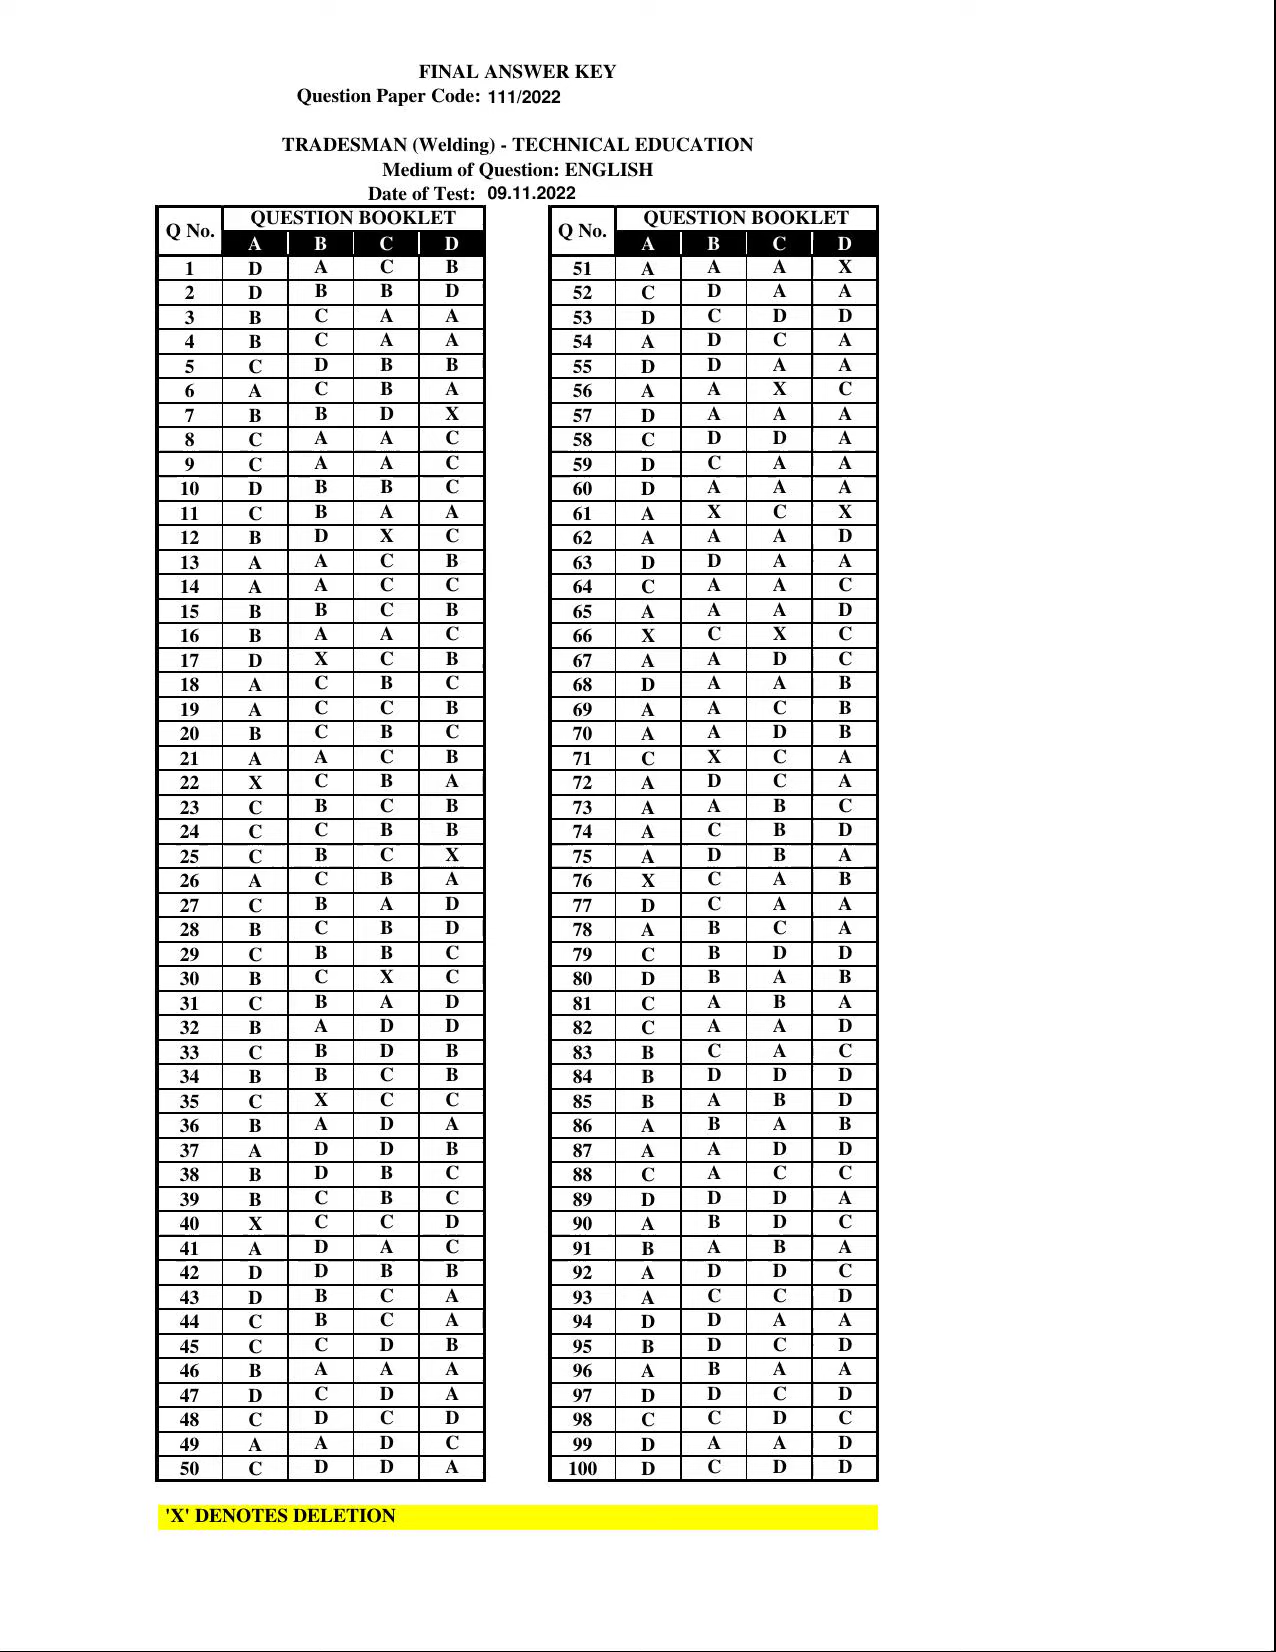 FINAL ANSWER KEY
Question Paper Code: 111/2022
TRADESMAN (Welding) - TECHNICAL EDUCATION
Medium of Question: ENGLISH
Date of Test: 09.11.2022
Q No. QUESTION BOOKLET
A B C D
1 D A C B
2 D B B D
3 B C A A
4 B C A A
5 C D B B
6 A C B A
7 B B D X
8 C A A C
9 C A A C
10 D B B C
11 C B A A
12 B D X C
13 A A C B
14 A A C C
15 B B C B
16 B A A C
17 D X C B
18 A C B C
19 A C C B
20 B C B C
21 A A C B
22 X C B A
23 C B C B
24 C C B B
25 C B C X
26 A C B A
27 C B A D
28 B C B D
29 C B B C
30 B C X C
31 C B A D
32 B A D D
33 C B D B
34 B B C B
35 C X C C
36 B A D A
37 A D D B
38 B D B C
39 B C B C
40 X C C D
41 A D A C
42 D D B B
43 D B C A
44 C B C A
45 C C D B
46 B A A A
47 D C D A
48 C D C D
49 A A D C
50 C D D A
Q No. QUESTION BOOKLET
A B C D
51 A A A X
52 C D A A
53 D C D D
54 A D C A
55 D D A A
56 A A X C
57 D A A A
58 C D D A
59 D C A A
60 D A A A
61 A X C X
62 A A A D
63 D D A A
64 C A A C
65 A A A D
66 X C X C
67 A A D C
68 D A A B
69 A A C B
70 A A D B
71 C X C A
72 A D C A
73 A A B C
74 A C B D
75 A D B A
76 X C A B
77 D C A A
78 A B C A
79 C B D D
80 D B A B
81 C A B A
82 C A A D
83 B C A C
84 B D D D
85 B A B D
86 A B A B
87 A A D D
88 C A C C
89 D D D A
90 A B D C
91 B A B A
92 A D D C
93 A C C D
94 D D A A
95 B D C D
96 A B A A
97 D D C D
98 C C D C
99 D A A D
100 D C D D
'X' DENOTES DELETION